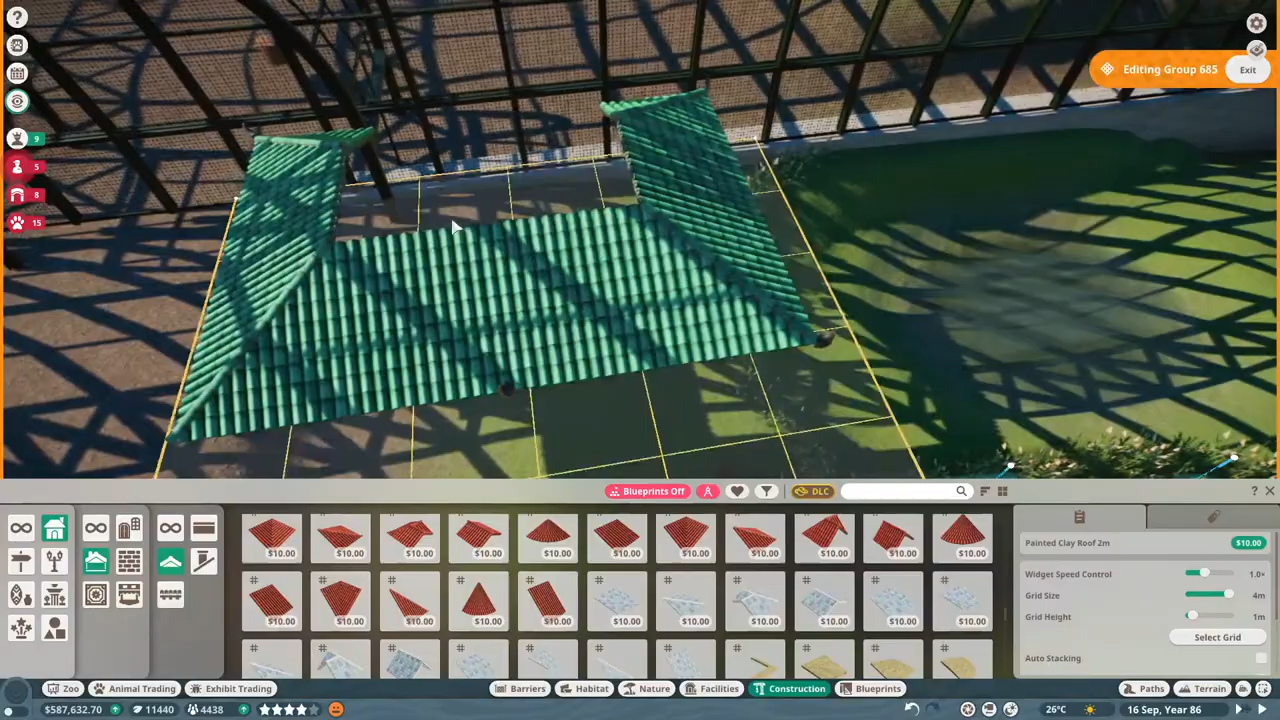 ?
Editing Group 685
Exit
9
5
8
15
Blueprints Off
DLC
?
$10.00 $10.00 $10.00 $10.00 $10.00 $10.00 $10.00 $10.00 $10.00 $10.00 $10.00
Painted Clay Roof 2m $10.00
Widget Speed Control 1.0×
Grid Size 4m
# # # # # # # # # # #
$10.00 $10.00 $10.00 $10.00 $10.00 $10.00 $10.00 $10.00 $10.00 $10.00 $10.00
Grid Height 1m
Select Grid
# # # # # # # # # # #
Auto Stacking
Zoo Animal Trading Exhibit Trading Barriers Habitat Nature Facilities Construction Blueprints Paths Terrain
$587,632.70 11440 4438 26°C 16 Sep, Year 86